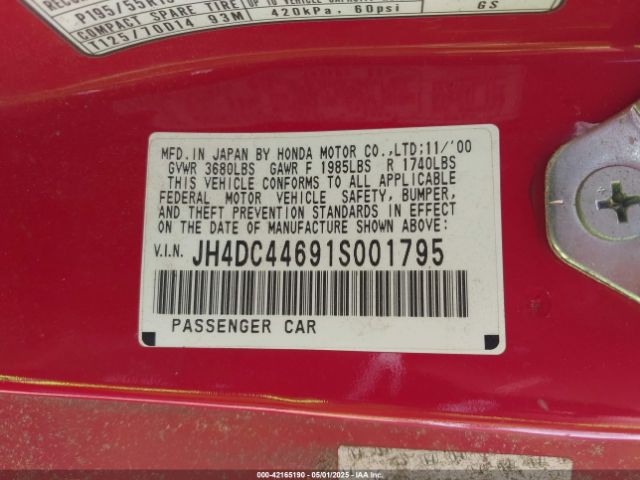 P195/55R15
COMPACT SPARE TIRE
T125/70D14 93M
420kPa, 60psi
GS
MFD. IN JAPAN BY HONDA MOTOR CO.,LTD;11/'00
GVWR 3680LBS GAWR F 1985LBS R 1740LBS
THIS VEHICLE CONFORMS TO ALL APPLICABLE
FEDERAL MOTOR VEHICLE SAFETY, BUMPER,
AND THEFT PREVENTION STANDARDS IN EFFECT
ON THE DATE OF MANUFACTURE SHOWN ABOVE:
V.I.N. JH4DC44691S001795
PASSENGER CAR
000-42165190 - 05/01/2025 - IAAI.COM